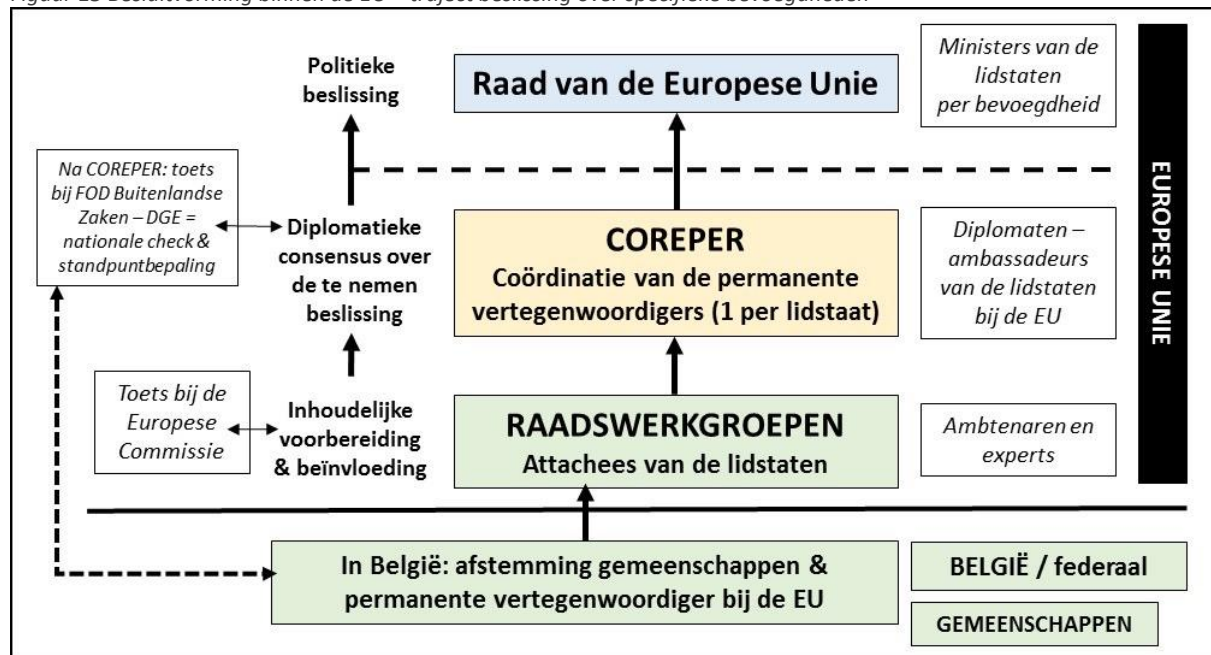 Figuur 13 Besluitvorming binnen de EU – traject beslissing over specifieke bevoegdheden
Politieke
beslissing
Raad van de Europese Unie
Ministers van de
lidstaten
per bevoegdheid
Na COREPER: toets
bij FOD Buitenlandse
Zaken – DGE =
nationale check &
standpuntbepaling
Diplomatieke
consensus over
de te nemen
beslissing
COREPER
Coördinatie van de permanente
vertegenwoordigers (1 per lidstaat)
Diplomaten –
ambassadeurs
van de lidstaten
bij de EU
EUROPESE UNIE
Toets bij de
Europese
Commissie
Inhoudelijke
voorbereiding
& beïnvloeding
RAADSWERKGROEPEN
Attachees van de lidstaten
Ambtenaren en
experts
In België: afstemming gemeenschappen &
permanente vertegenwoordiger bij de EU
BELGIË / federaal
GEMEENSCHAPPEN